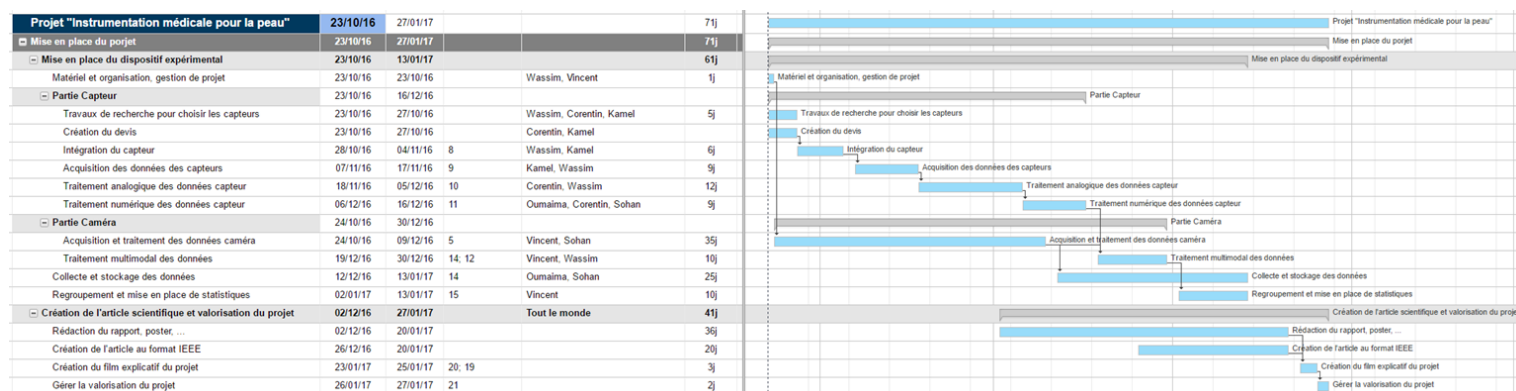 Projet "Instrumentation médicale pour la peau" 23/10/16 27/01/17 71j Projet "Instrumentation médicale pour la peau"
Mise en place du porjet 23/10/16 27/01/17 71j Mise en place du porjet
Mise en place du dispositif expérimental 23/10/16 13/01/17 61j Mise en place du dispositif expérimental
Matériel et organisation, gestion de projet 23/10/16 23/10/16 Wassim, Vincent 1j Matériel et organisation, gestion de projet
Partie Capteur 23/10/16 16/12/16 Partie Capteur
Travaux de recherche pour choisir les capteurs 23/10/16 27/10/16 Wassim, Corentin, Kamel 5j Travaux de recherche pour choisir les capteurs
Création du devis 23/10/16 27/10/16 Corentin, Kamel Création du devis
Intégration du capteur 28/10/16 04/11/16 8 Wassim, Kamel 6j Intégration du capteur
Acquisition des données des capteurs 07/11/16 17/11/16 9 Kamel, Wassim 9j Acquisition des données des capteurs
Traitement analogique des données capteur 18/11/16 05/12/16 10 Corentin, Wassim 12j Traitement analogique des données capteur
Traitement numérique des données capteur 06/12/16 16/12/16 11 Oumaima, Corentin, Sohan 9j Traitement numérique des données capteur
Partie Caméra 24/10/16 30/12/16 Partie Caméra
Acquisition et traitement des données caméra 24/10/16 09/12/16 5 Vincent, Sohan 35j Acquisition et traitement des données caméra
Traitement multimodal des données 19/12/16 30/12/16 14; 12 Vincent, Wassim 10j Traitement multimodal des données
Collecte et stockage des données 12/12/16 13/01/17 14 Oumaima, Sohan 25j Collecte et stockage des données
Regroupement et mise en place de statistiques 02/01/17 13/01/17 15 Vincent 10j Regroupement et mise en place de statistiques
Création de l'article scientifique et valorisation du projet 02/12/16 27/01/17 Tout le monde 41j Création de l'article scientifique et valorisation du proje
Rédaction du rapport, poster, ... 02/12/16 20/01/17 36j Rédaction du rapport, poster, ...
Création de l'article au format IEEE 26/12/16 20/01/17 20j Création de l'article au format IEEE
Création du film explicatif du projet 23/01/17 25/01/17 20; 19 3j Création du film explicatif du projet
Gérer la valorisation du projet 26/01/17 27/01/17 21 2j Gérer la valorisation du projet